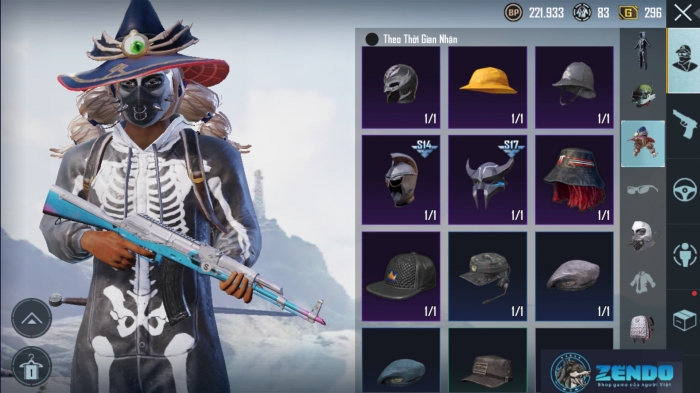 BP 221.933 83 G 296
Theo Thời Gian Nhận
1/1 1/1 1/1
S14 S17
1/1 1/1 1/1
1/1 1/1 1/1
ZENDO
Shop game của người Việt